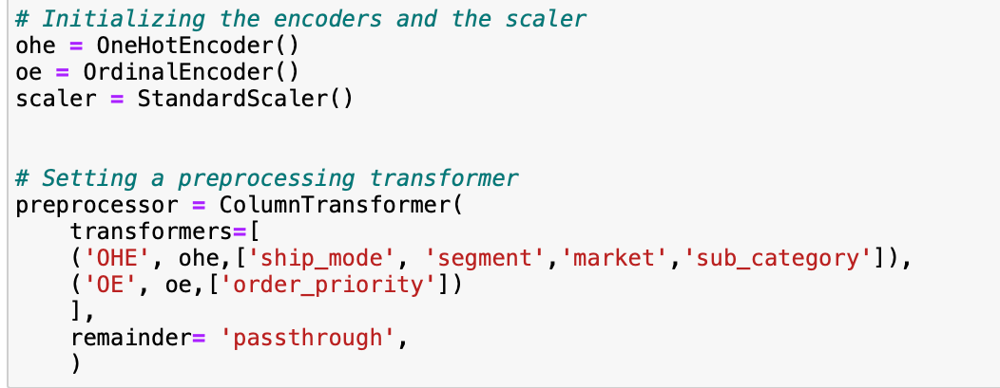 # Initializing the encoders and the scaler
ohe = OneHotEncoder()
oe = OrdinalEncoder()
scaler = StandardScaler()
# Setting a preprocessing transformer
preprocessor = ColumnTransformer(
    transformers=[
    ('OHE', ohe,['ship_mode', 'segment','market','sub_category']),
    ('OE', oe,['order_priority'])
    ],
    remainder= 'passthrough',
    )